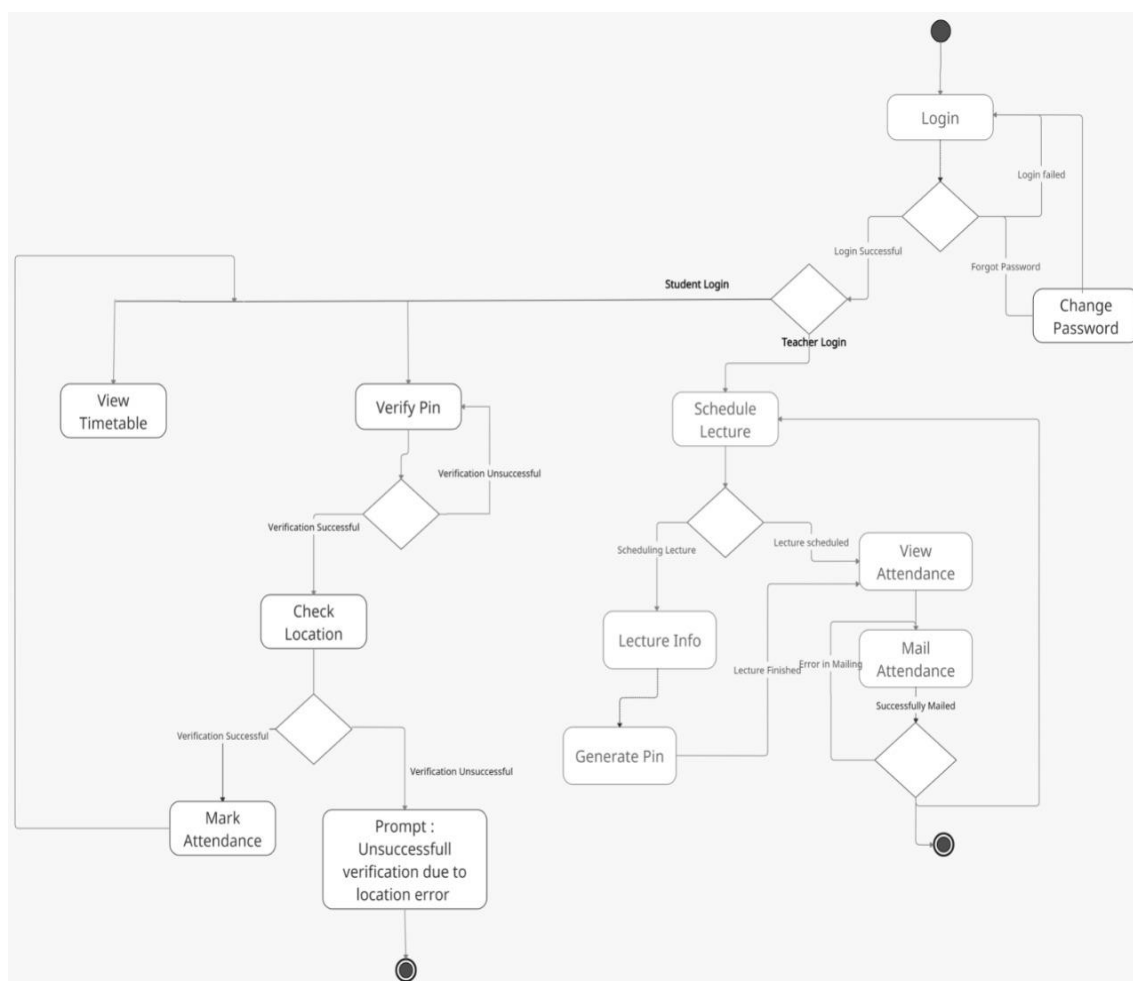 Login
Login failed
Login Successful
Forgot Password
Student Login
Change
Password
Teacher Login
View
Timetable
Verify Pin
Schedule
Lecture
Verification Unsuccessful
Verification Successful
Scheduling Lecture
Lecture scheduled
View
Attendance
Check
Location
Lecture Info
Mail
Attendance
Error in Mailing
Lecture Finished
Successfully Mailed
Verification Successful
Generate Pin
Verification Unsuccessful
Mark
Attendance
Prompt :
Unsuccessfull
verification due to
location error